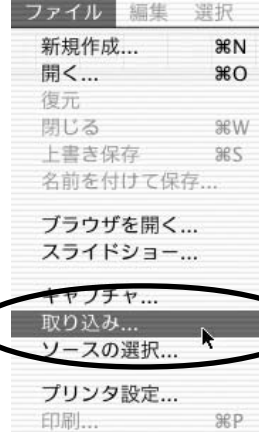 ファイル 編集 選択
新規作成... ⌘N
開く... ⌘O
復元
閉じる ⌘W
上書き保存 ⌘S
名前を付けて保存...
ブラウザを開く...
スライドショー...
キャプチャ...
取り込み...
ソースの選択...
プリンタ設定...
印刷... ⌘P